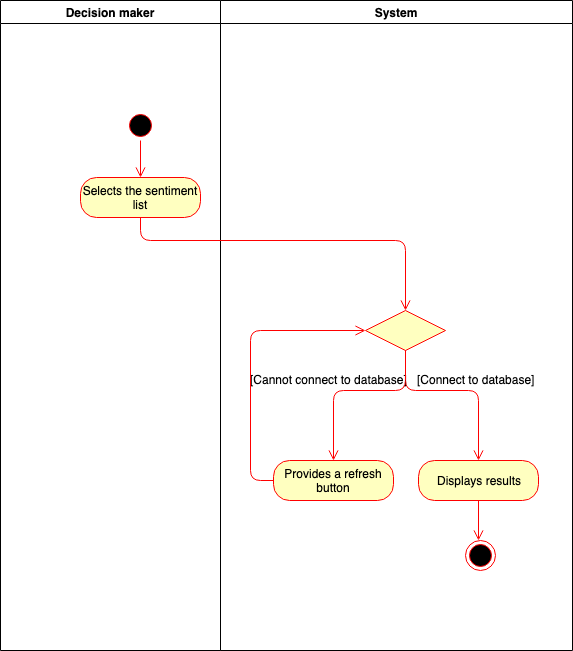 Decision maker
System
Selects the sentiment
list
[Cannot connect to database]
[Connect to database]
Provides a refresh
button
Displays results